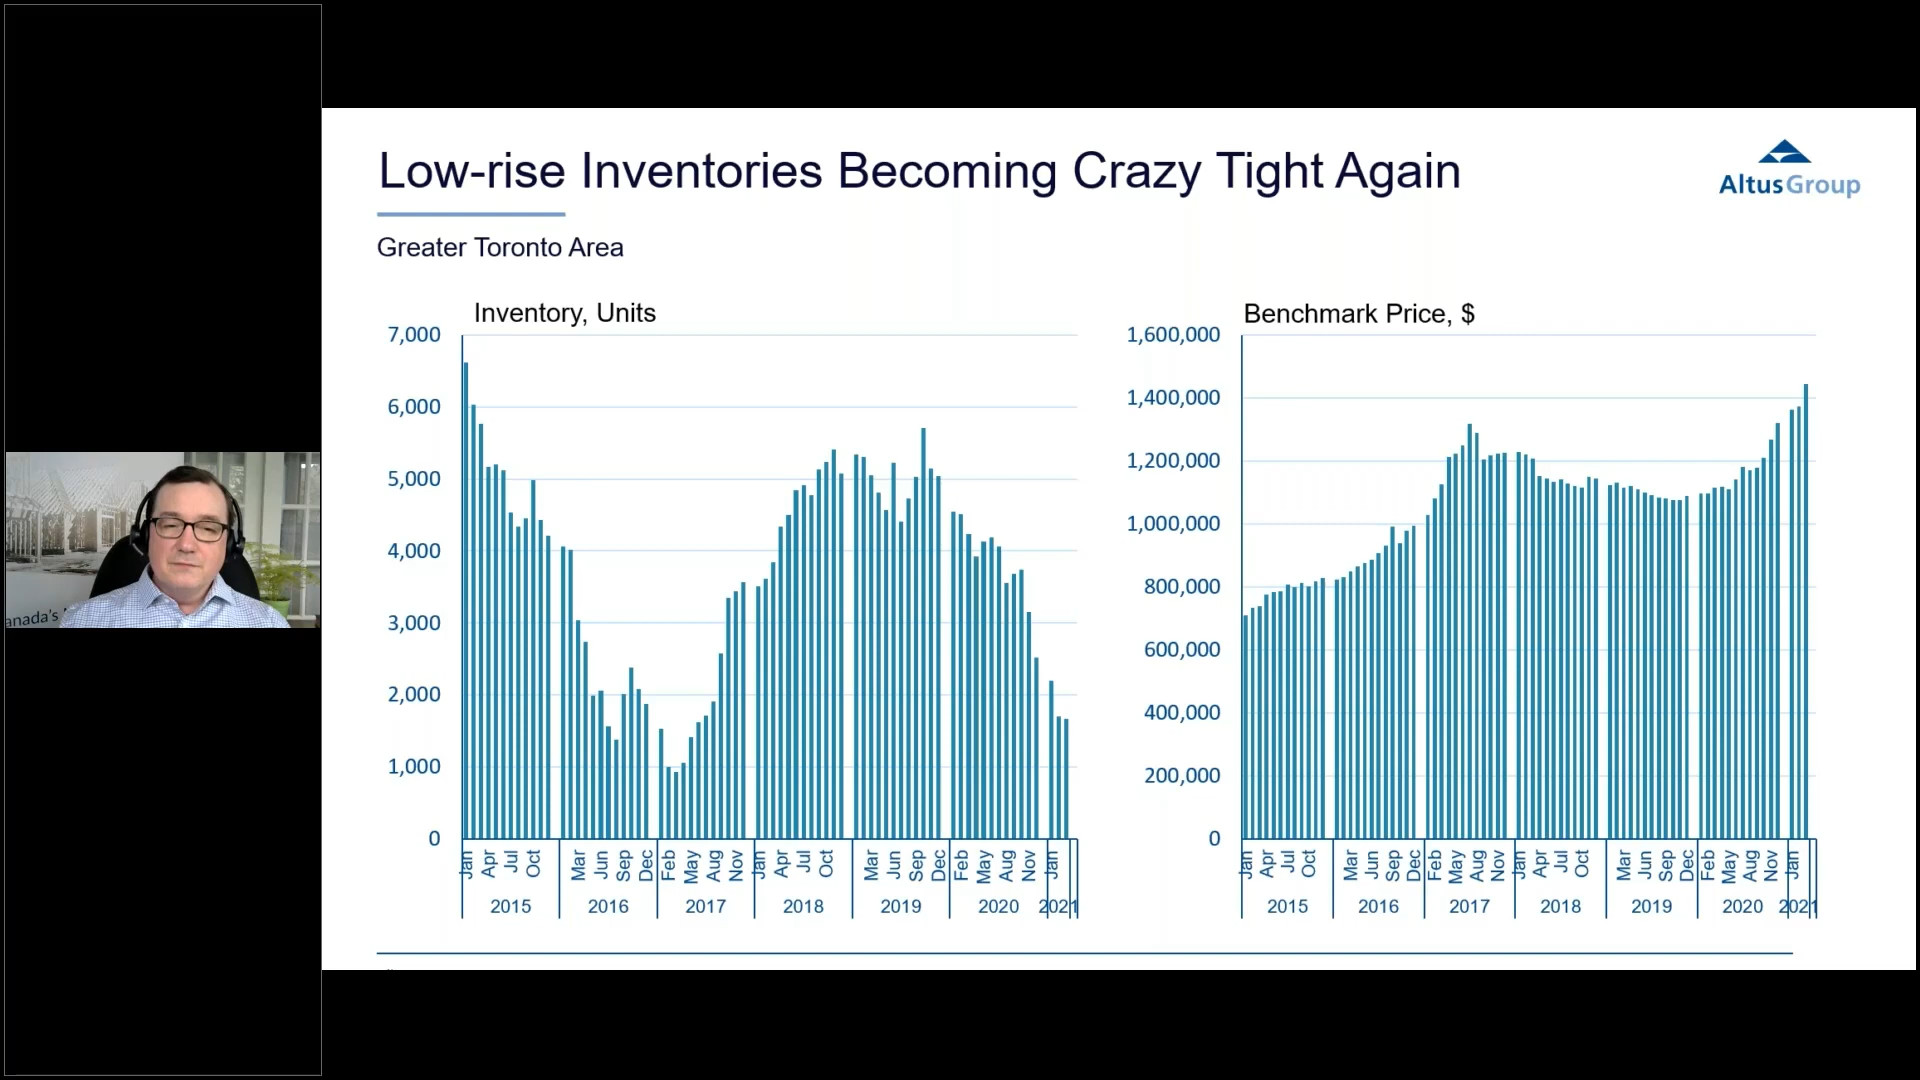 Low-rise Inventories Becoming Crazy Tight Again
AltusGroup
Greater Toronto Area
Inventory, Units
7,000
6,000
5,000
4,000
3,000
2,000
1,000
0
Jan Apr Jul Oct Mar Jun Sep Dec Feb May Aug Nov Jan Apr Jul Oct Mar Jun Sep Dec Feb May Aug Nov Jan
2015 2016 2017 2018 2019 2020 2021
Benchmark Price, $
1,600,000
1,400,000
1,200,000
1,000,000
800,000
600,000
400,000
200,000
0
Jan Apr Jul Oct Mar Jun Sep Dec Feb May Aug Nov Jan Apr Jul Oct Mar Jun Sep Dec Feb May Aug Nov Jan
2015 2016 2017 2018 2019 2020 2021
anada's